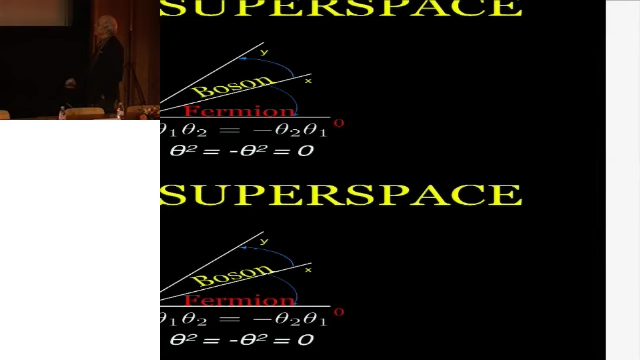 SUPERSPACE
y
Boson
x
Fermion
θ₁θ₂ = −θ₂θ₁ θ
θ² = -θ² = 0
SUPERSPACE
y
Boson
x
Fermion
θ₁θ₂ = −θ₂θ₁ θ
θ² = -θ² = 0